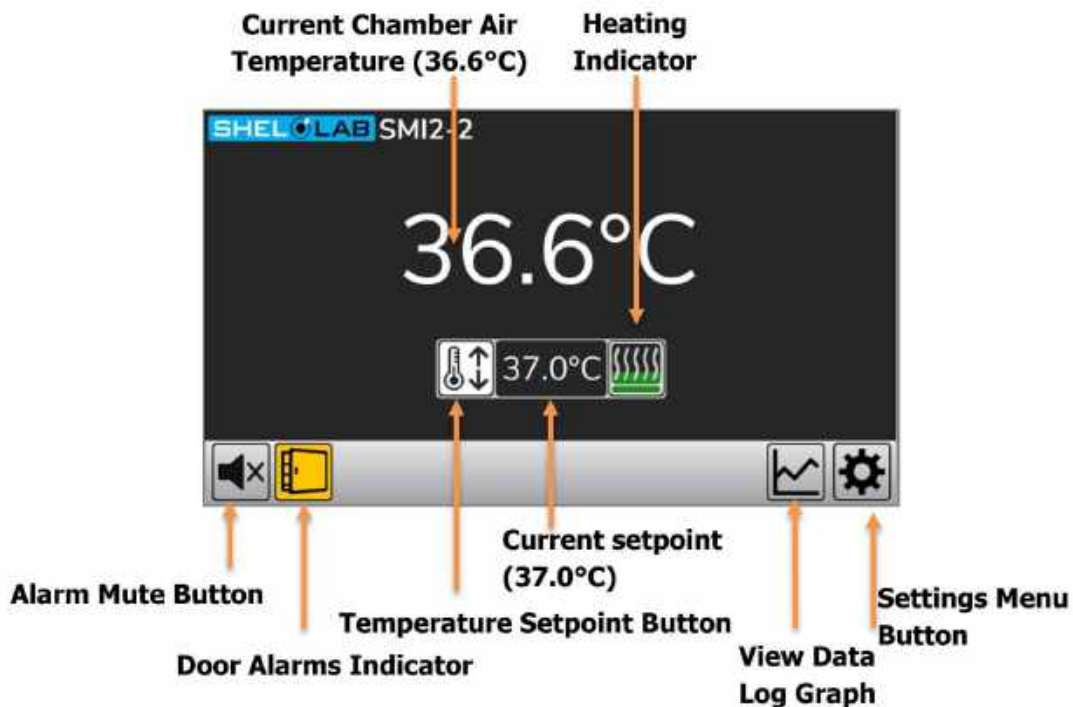 Current Chamber Air
Temperature (36.6°C)
Heating
Indicator
SHEL LAB SMI2-2
36.6°C
37.0°C
Current setpoint
(37.0°C)
Alarm Mute Button
Temperature Setpoint Button
Settings Menu
Button
Door Alarms Indicator
View Data
Log Graph